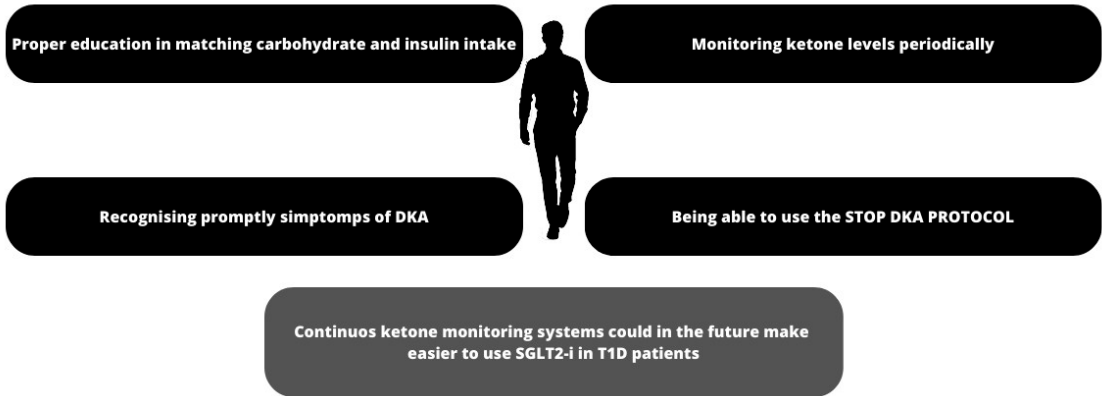 Proper education in matching carbohydrate and insulin intake
Monitoring ketone levels periodically
Recognising promptly simptomps of DKA
Being able to use the STOP DKA PROTOCOL
Continuos ketone monitoring systems could in the future make
easier to use SGLT2-i in T1D patients